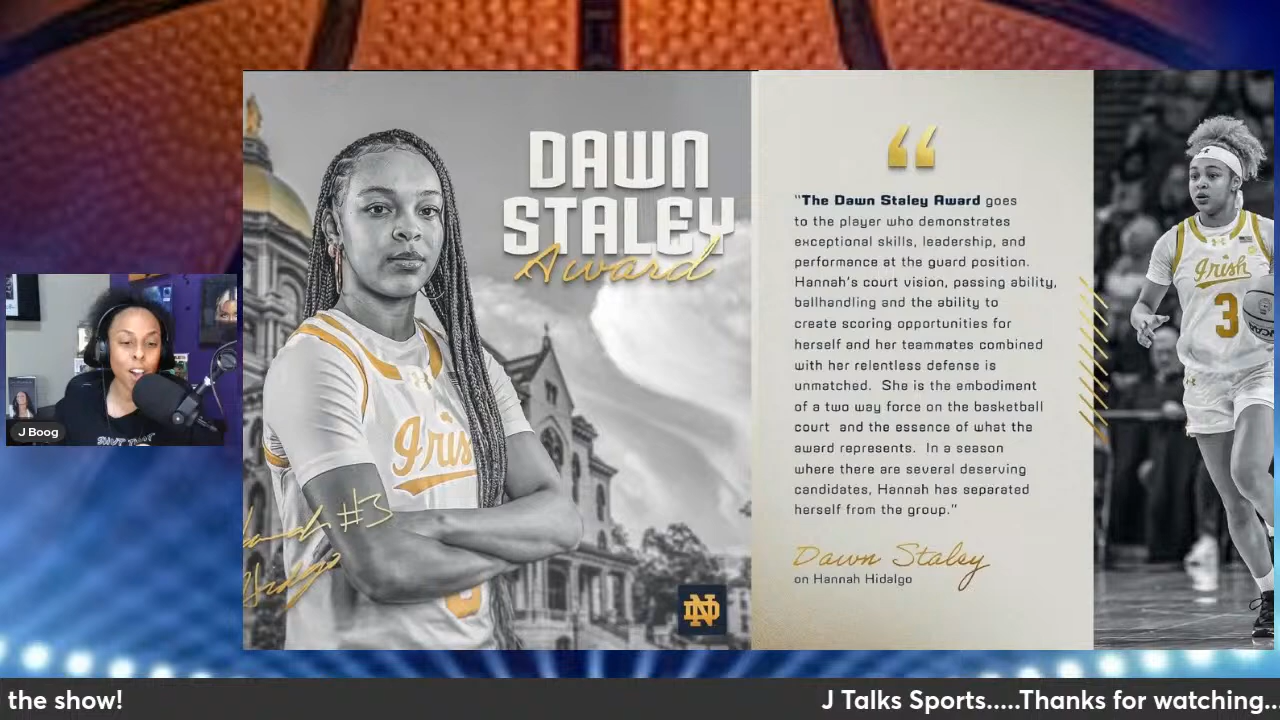 DAWN
STALEY
Award
Irish
#3
Hidalgo
ND
“
“The Dawn Staley Award goes
to the player who demonstrates
exceptional skills, leadership, and
performance at the guard position.
Hannah's court vision, passing ability,
ballhandling and the ability to
create scoring opportunities for
herself and her teammates combined
with her relentless defense is
unmatched. She is the embodiment
of a two way force on the basketball
court and the essence of what the
award represents. In a season
where there are several deserving
candidates, Hannah has separated
herself from the group.”
Dawn Staley
on Hannah Hidalgo
Irish
3
J Boog
SHUT THAT
the show!
J Talks Sports.....Thanks for watching...